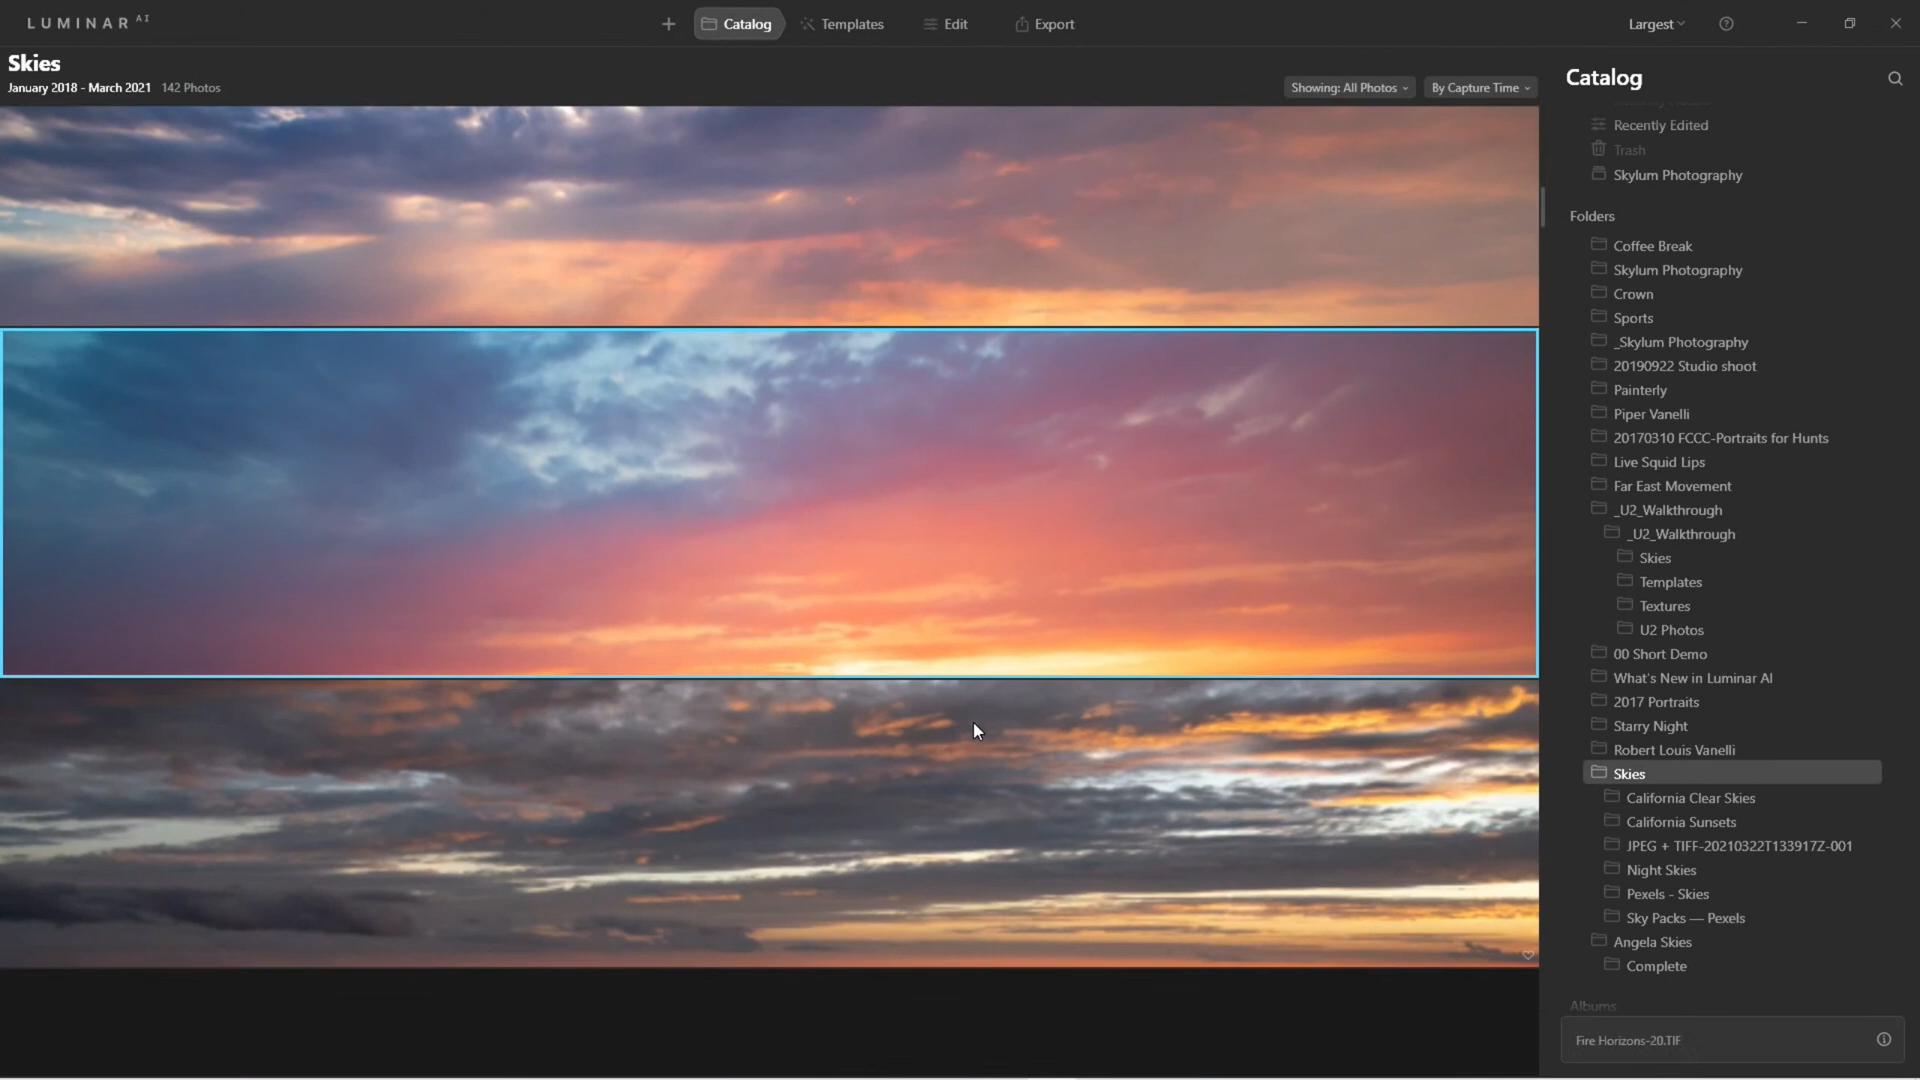 LUMINAR AI
Catalog
Templates
Edit
Export
Largest
Skies
January 2018 - March 2021 142 Photos
Showing: All Photos
By Capture Time
Catalog
Recently Edited
Trash
Skylum Photography
Folders
Coffee Break
Skylum Photography
Crown
Sports
_Skylum Photography
20190922 Studio shoot
Painterly
Piper Vanelli
20170310 FCCC-Portraits for Hunts
Live Squid Lips
Far East Movement
_U2_Walkthrough
_U2_Walkthrough
Skies
Templates
Textures
U2 Photos
00 Short Demo
What's New in Luminar AI
2017 Portraits
Starry Night
Robert Louis Vanelli
Skies
California Clear Skies
California Sunsets
JPEG + TIFF-20210322T133917Z-001
Night Skies
Pexels - Skies
Sky Packs — Pexels
Angela Skies
Complete
Albums
Fire Horizons-20.TIF